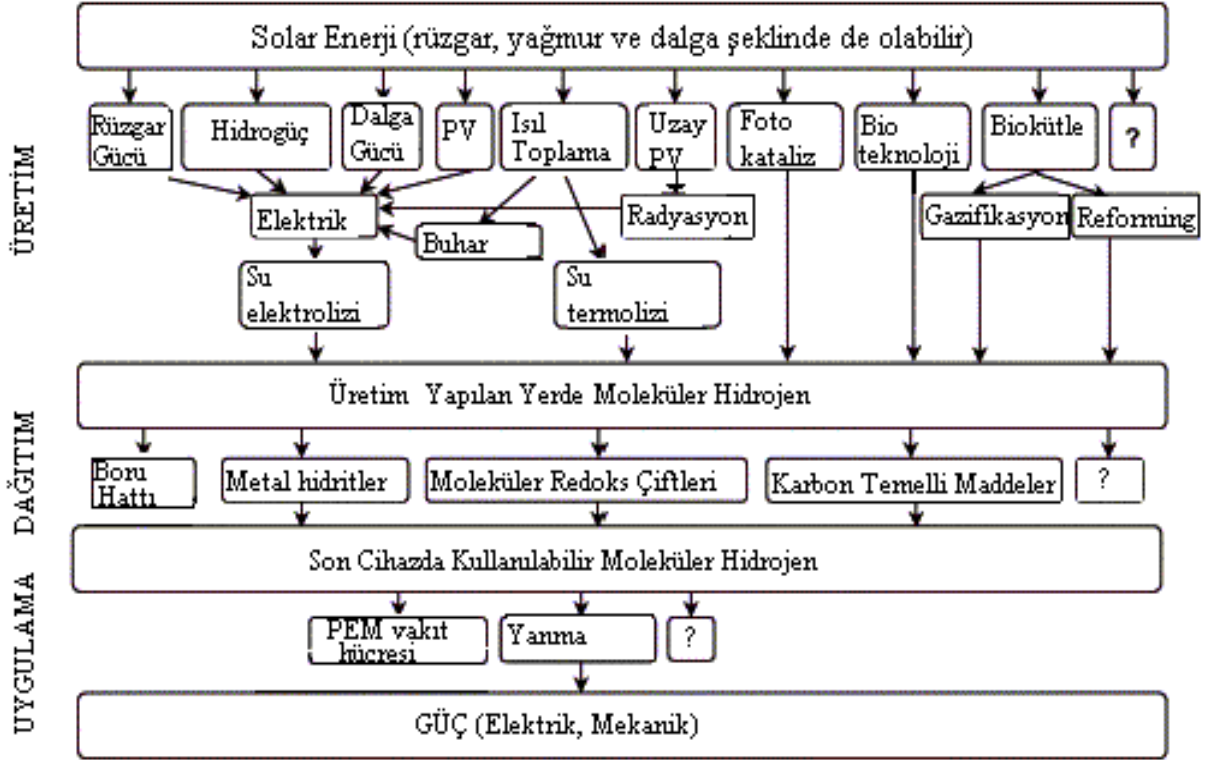 Solar Enerji (rüzgar, yağmur ve dalga şeklinde de olabilir)
ÜRETİM
Rüzgar
Gücü
Hidrogüç
Dalga
Gücü
PV
Isıl
Toplama
Uzay
PV
Foto
kataliz
Bio
teknoloji
Biokütle
?
Elektrik
Buhar
Radyasyon
Gazifikasyon
Reforming
Su
elektrolizi
Su
termolizi
Üretim Yapılan Yerde Moleküler Hidrojen
DAĞITIM
Boru
Hattı
Metal hidritler
Moleküler Redoks Çiftleri
Karbon Temelli Maddeler
?
Son Cihazda Kullanılabilir Moleküler Hidrojen
UYGULAMA
PEM vakıt
hücresi
Yanma
?
GÜÇ (Elektrik, Mekanik)